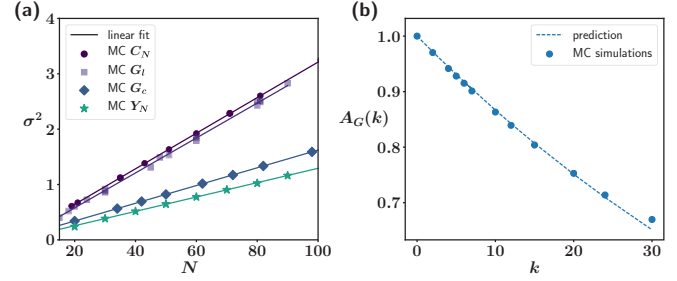 (a)
4
3
2
1
0
σ²
20
40
60
80
100
N
linear fit
MC C_N
MC G_l
MC G_c
MC Y_N
(b)
1.0
0.9
0.8
0.7
A_G(k)
0
10
20
30
k
prediction
MC simulations